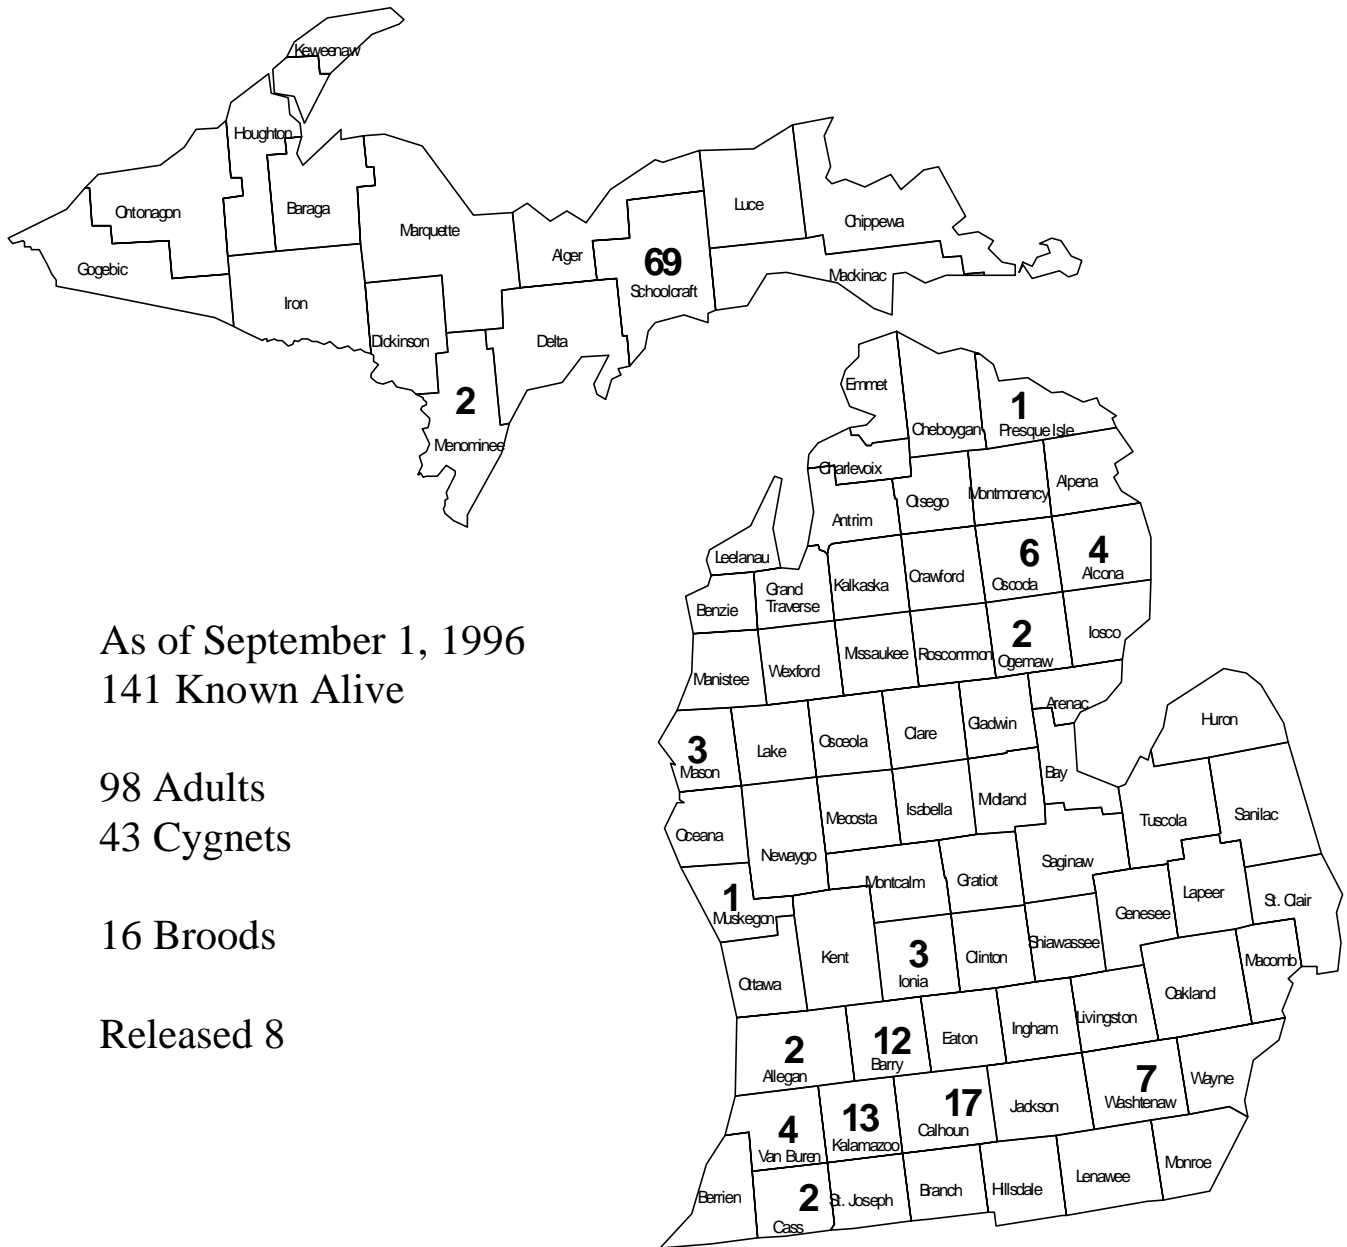 Keweenaw
Houghton
Ontonagon
Baraga
Gogebic
Marquette
Iron
Dickinson
Alger
Luce
Chippewa
69
Schoolcraft
Mackinac
Delta
2
Menominee
Emmet
Cheboygan
1
Presque Isle
Charlevoix
Antrim
Otsego
Montmorency
Alpena
Leelanau
Benzie
Grand
Traverse
Kalkaska
Crawford
6
Oscoda
4
Alcona
Manistee
Wexford
Missaukee
Roscommon
2
Ogemaw
Iosco
Arenac
As of September 1, 1996
141 Known Alive
98 Adults
43 Cygnets
16 Broods
Released 8
3
Mason
Lake
Osceola
Clare
Gladwin
Huron
Bay
Oceana
Newaygo
Mecosta
Isabella
Midland
Tuscola
Sanilac
Saginaw
1
Muskegon
Montcalm
Gratiot
Genesee
Lapeer
St. Clair
Ottawa
Kent
3
Ionia
Clinton
Shiawassee
Oakland
Macomb
2
Allegan
12
Barry
Eaton
Ingham
Livingston
4
Van Buren
13
Kalamazoo
17
Calhoun
Jackson
7
Washtenaw
Wayne
Berrien
2
Cass
St. Joseph
Branch
Hillsdale
Lenawee
Monroe